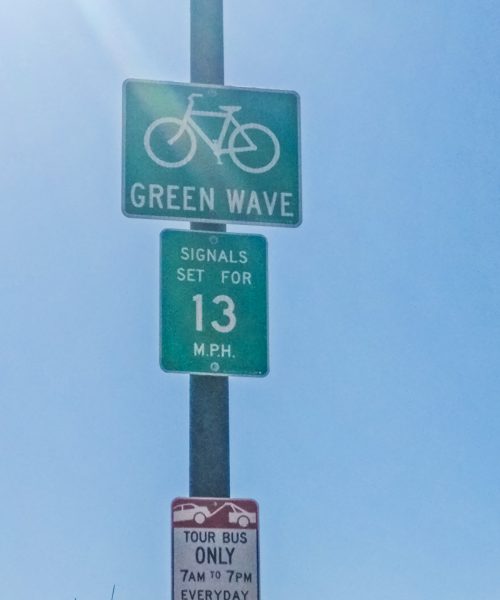 GREEN WAVE
SIGNALS
SET FOR
13
M.P.H.
TOUR BUS
ONLY
7AM TO 7PM
EVERYDAY